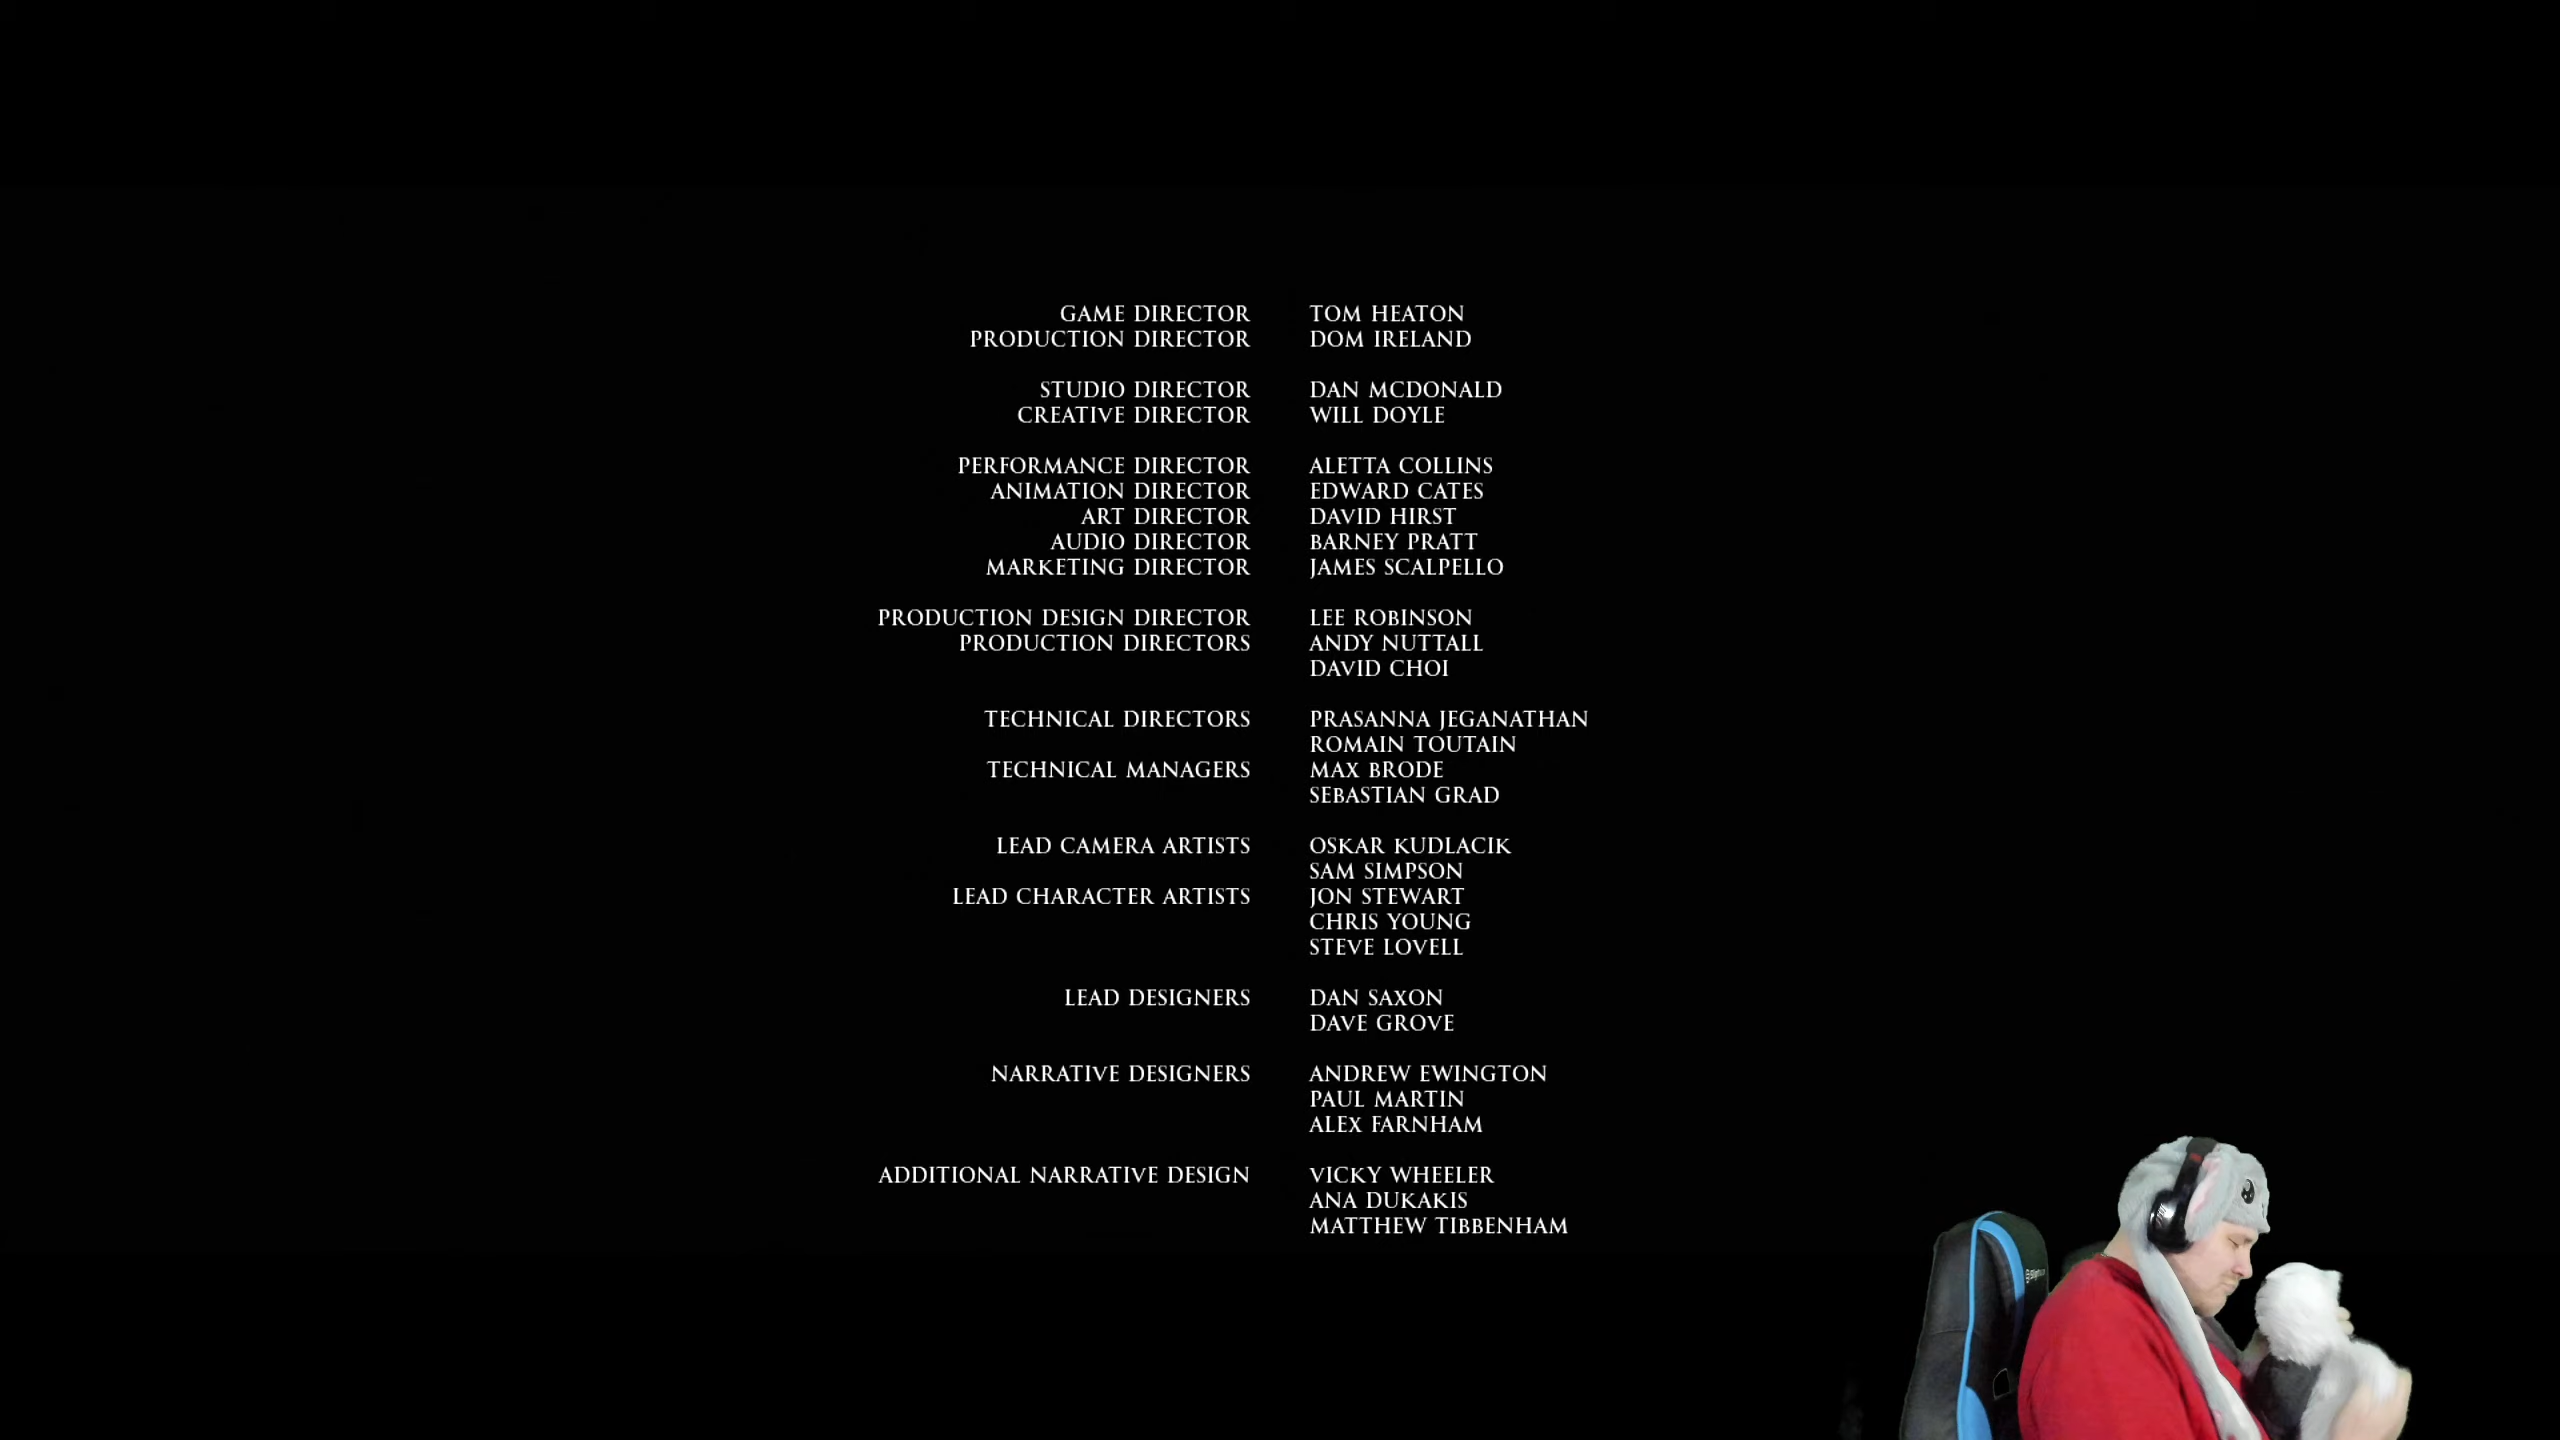 GAME DIRECTOR TOM HEATON
PRODUCTION DIRECTOR DOM IRELAND
STUDIO DIRECTOR DAN MCDONALD
CREATIVE DIRECTOR WILL DOYLE
PERFORMANCE DIRECTOR ALETTA COLLINS
ANIMATION DIRECTOR EDWARD CATES
ART DIRECTOR DAVID HIRST
AUDIO DIRECTOR BARNEY PRATT
MARKETING DIRECTOR JAMES SCALPELLO
PRODUCTION DESIGN DIRECTOR LEE ROBINSON
PRODUCTION DIRECTORS ANDY NUTTALL
DAVID CHOI
TECHNICAL DIRECTORS PRASANNA JEGANATHAN
ROMAIN TOUTAIN
TECHNICAL MANAGERS MAX BRODE
SEBASTIAN GRAD
LEAD CAMERA ARTISTS OSKAR KUDLACIK
SAM SIMPSON
LEAD CHARACTER ARTISTS JON STEWART
CHRIS YOUNG
STEVE LOVELL
LEAD DESIGNERS DAN SAXON
DAVE GROVE
NARRATIVE DESIGNERS ANDREW EWINGTON
PAUL MARTIN
ALEX FARNHAM
ADDITIONAL NARRATIVE DESIGN VICKY WHEELER
ANA DUKAKIS
MATTHEW TIBBENHAM